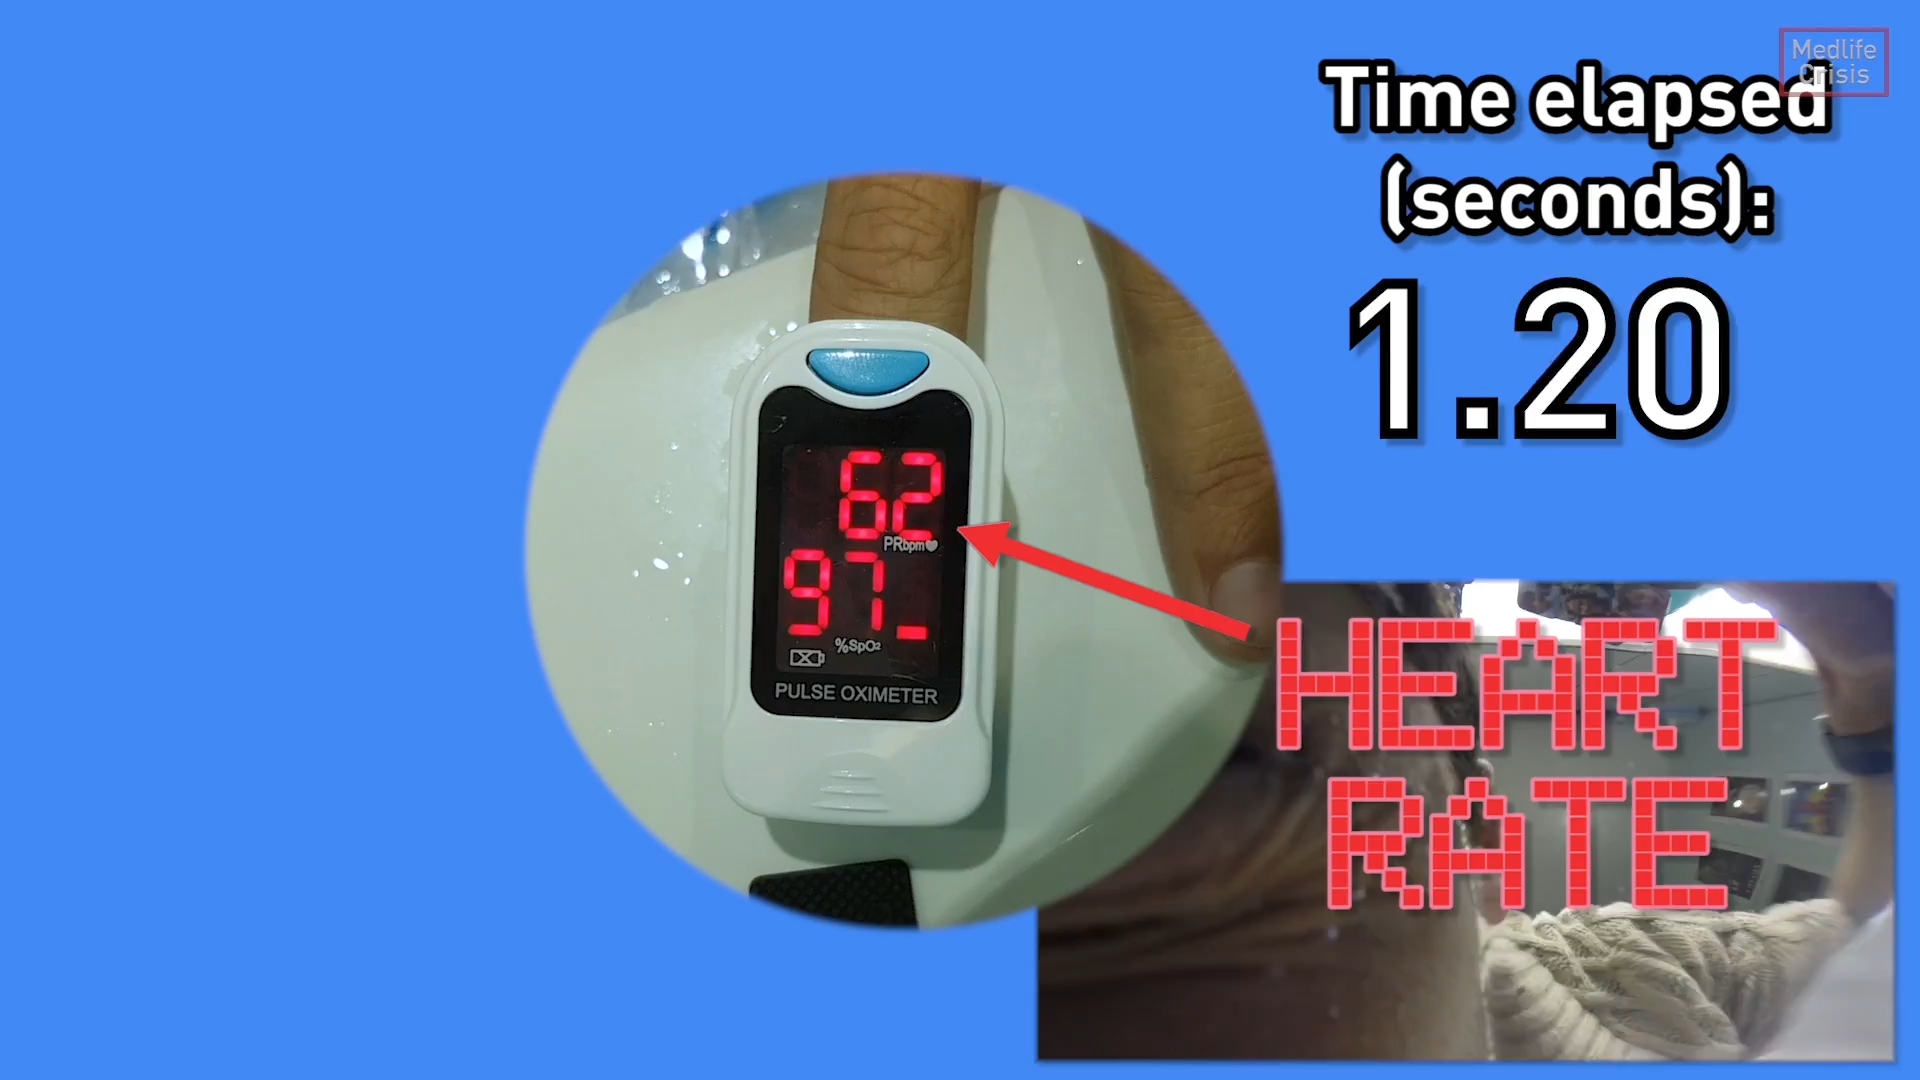 Medlife
Crisis
Time elapsed
(seconds):
1.20
62
PRbpm
97
%SpO2
PULSE OXIMETER
HEART
RATE